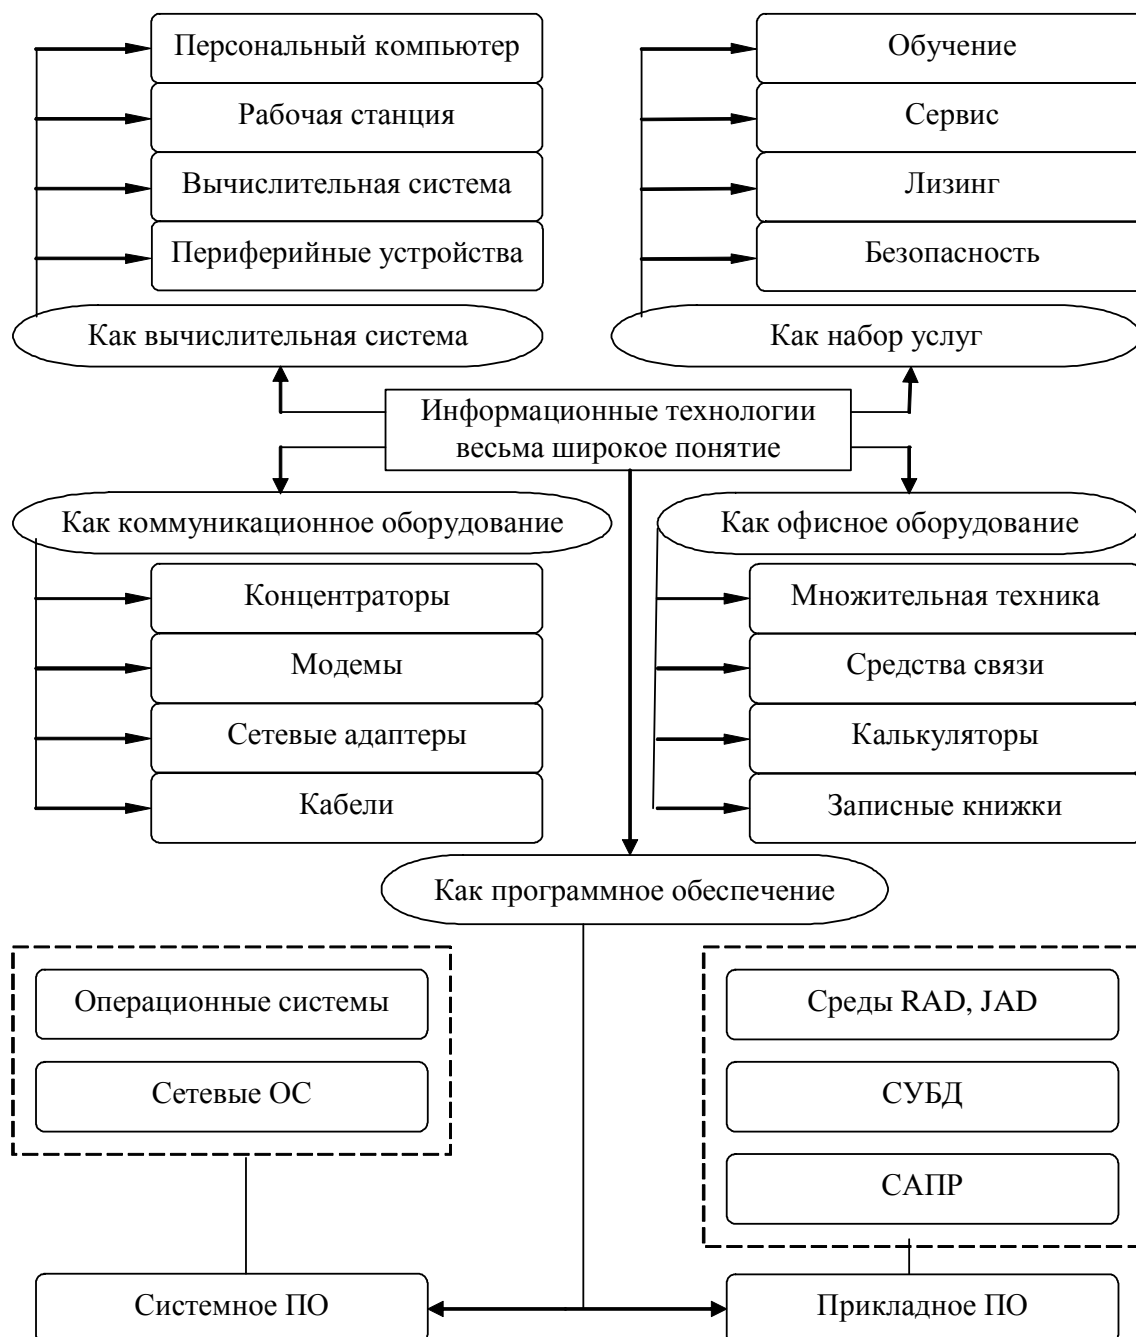 Персональный компьютер
Рабочая станция
Вычислительная система
Периферийные устройства
Как вычислительная система
Обучение
Сервис
Лизинг
Безопасность
Как набор услуг
Информационные технологии
весьма широкое понятие
Как коммуникационное оборудование
Концентраторы
Модемы
Сетевые адаптеры
Кабели
Как офисное оборудование
Множительная техника
Средства связи
Калькуляторы
Записные книжки
Как программное обеспечение
Операционные системы
Сетевые ОС
Системное ПО
Среды RAD, JAD
СУБД
САПР
Прикладное ПО